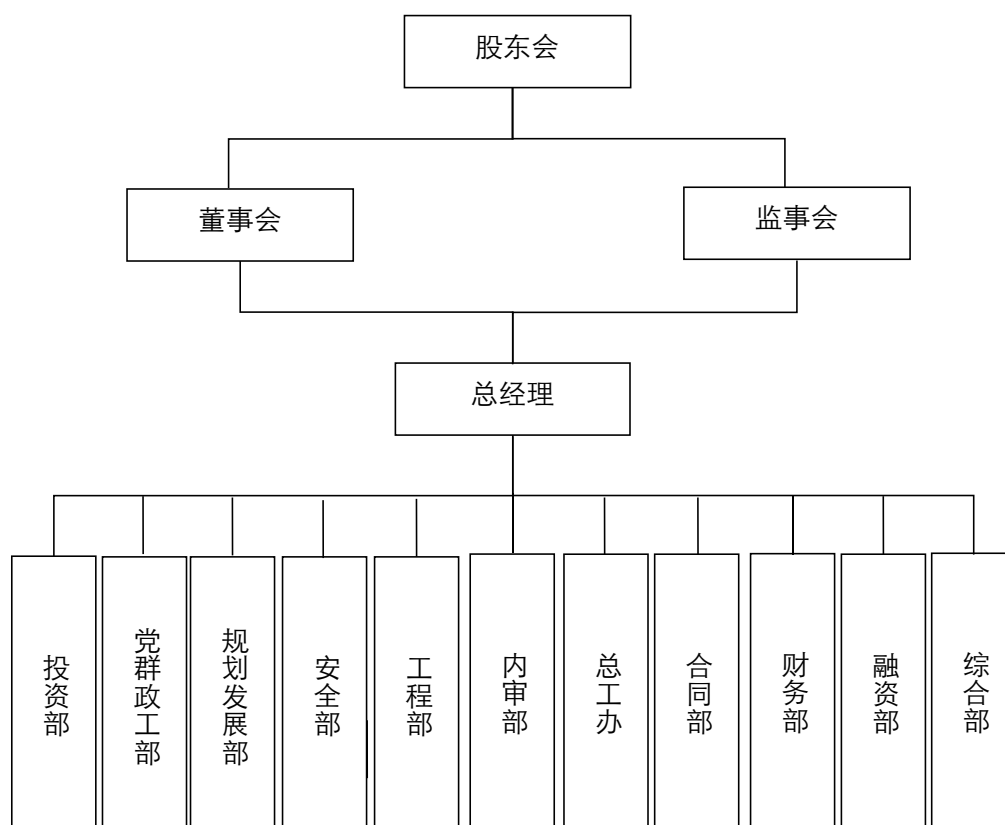 股东会
董事会
监事会
总经理
投资部
党群政工部
规划发展部
安全部
工程部
内审部
总工办
合同部
财务部
融资部
综合部